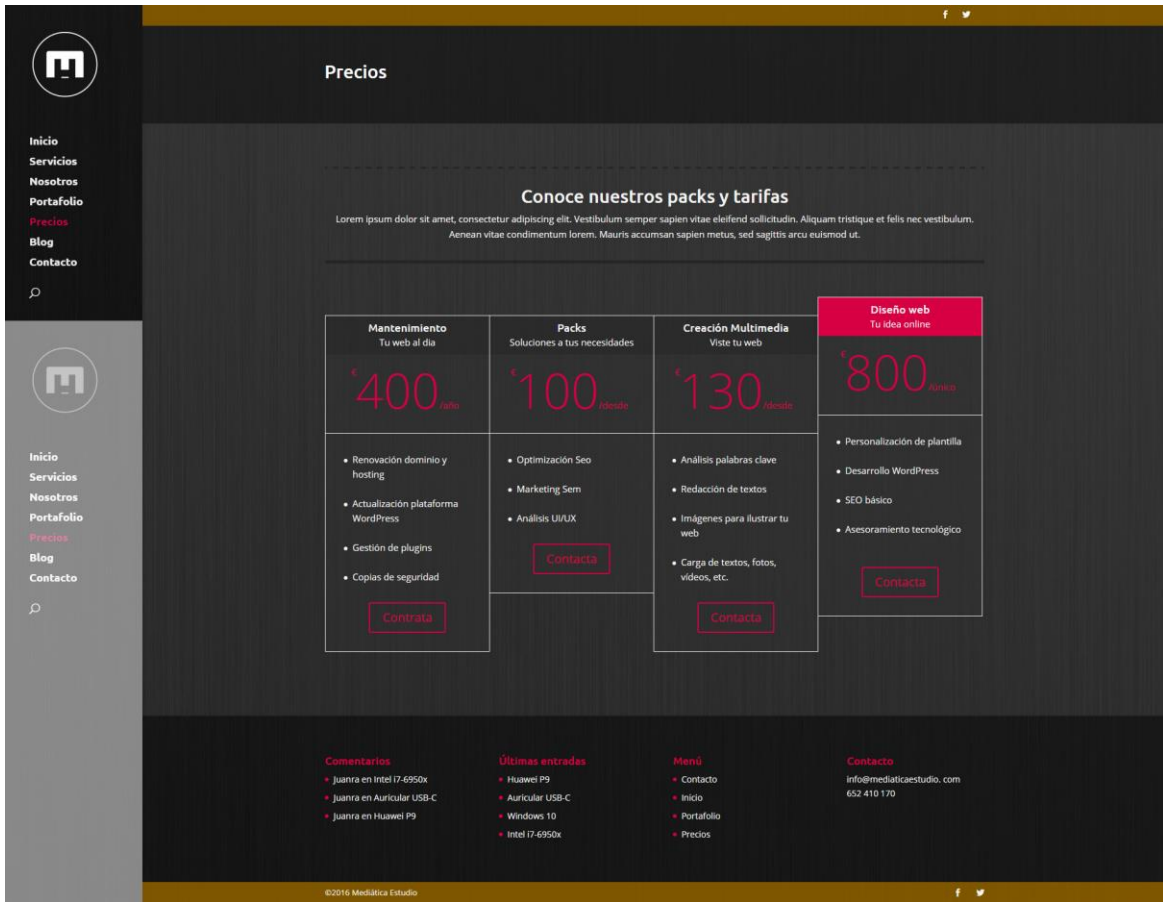 Inicio
Servicios
Nosotros
Portafolio
Precios
Blog
Contacto
Inicio
Servicios
Nosotros
Portafolio
Precios
Blog
Contacto
Precios
Conoce nuestros packs y tarifas
Lorem ipsum dolor sit amet, consectetur adipiscing elit. Vestibulum semper sapien vitae eleifend sollicitudin. Aliquam tristique et felis nec vestibulum.
Aenean vitae condimentum lorem. Mauris accumsan sapien metus, sed sagittis arcu euismod ut.
Mantenimiento
Tu web al dia
€400/año
Renovación dominio y
hosting
Actualización plataforma
WordPress
Gestión de plugins
Copias de seguridad
Contrata
Packs
Soluciones a tus necesidades
€100/desde
Optimización Seo
Marketing Sem
Análisis UI/UX
Contacta
Creación Multimedia
Viste tu web
€130/desde
Análisis palabras clave
Redacción de textos
Imágenes para ilustrar tu
web
Carga de textos, fotos,
vídeos, etc.
Contacta
Diseño web
Tu idea online
€800/único
Personalización de plantilla
Desarrollo WordPress
SEO básico
Asesoramiento tecnológico
Contacta
Comentarios
Juanra en Intel i7-6950x
Juanra en Auricular USB-C
Juanra en Huawei P9
Últimas entradas
Huawei P9
Auricular USB-C
Windows 10
Intel i7-6950x
Menú
Contacto
Inicio
Portafolio
Precios
Contacto
info@mediaticaestudio. com
652 410 170
©2016 Mediática Estudio